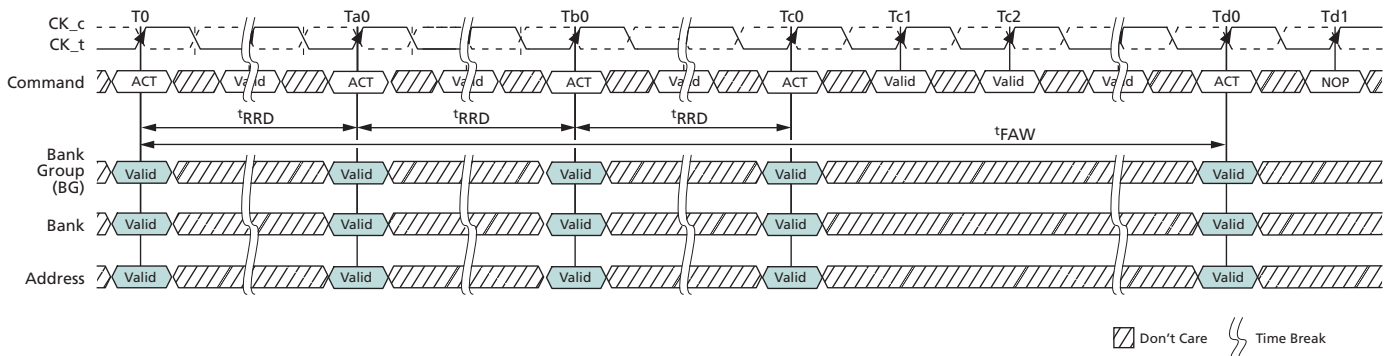 T0 Ta0 Tb0 Tc0 Tc1 Tc2 Td0 Td1
CK_c
CK_t
Command ACT Valid ACT Valid ACT Valid ACT Valid Valid Valid ACT NOP
tRRD tRRD tRRD
tFAW
Bank
Group
(BG) Valid Valid Valid Valid Valid
Bank Valid Valid Valid Valid Valid
Address Valid Valid Valid Valid Valid
Don't Care Time Break